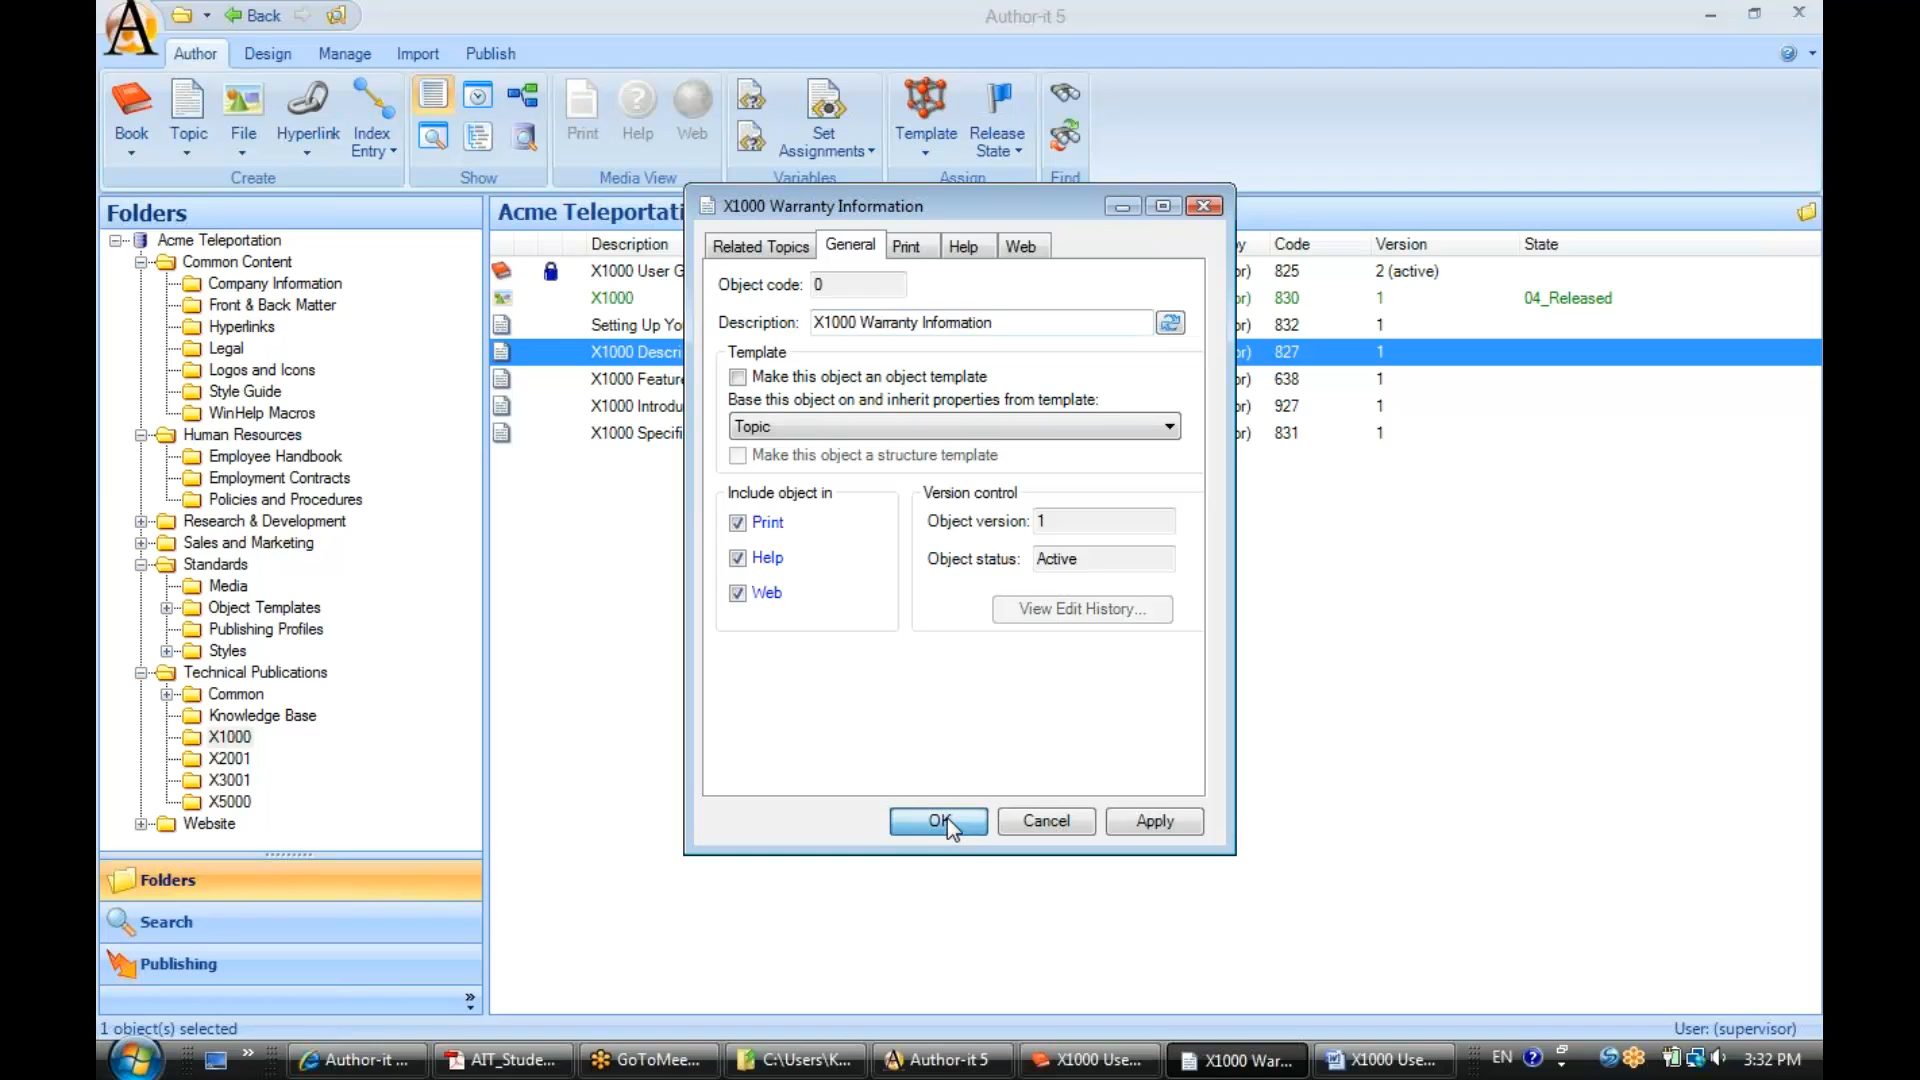 Back
Author-it 5
Author
Design
Manage
Import
Publish
Book
Topic
File
Hyperlink
Index
Entry
Print
Help
Web
Set
Assignments
Template
Release
State
Create
Show
Media View
Variables
Assign
Find
Folders
Acme Teleportation
Common Content
Company Information
Front & Back Matter
Hyperlinks
Legal
Logos and Icons
Style Guide
WinHelp Macros
Human Resources
Employee Handbook
Employment Contracts
Policies and Procedures
Research & Development
Sales and Marketing
Standards
Media
Object Templates
Publishing Profiles
Styles
Technical Publications
Common
Knowledge Base
X1000
X2001
X3001
X5000
Website
Folders
Search
Publishing
Acme Teleportati
Description y Code Version State
X1000 User G or) 825 2 (active)
X1000 or) 830 1 04_Released
Setting Up Yo or) 832 1
X1000 Descri or) 827 1
X1000 Feature or) 638 1
X1000 Introdu or) 927 1
X1000 Specifi or) 831 1
X1000 Warranty Information
Related Topics General Print Help Web
Object code: 0
Description: X1000 Warranty Information
Template
Make this object an object template
Base this object on and inherit properties from template:
Topic
Make this object a structure template
Include object in
Print
Help
Web
Version control
Object version: 1
Object status: Active
View Edit History...
OK Cancel Apply
1 object(s) selected
User: (supervisor)
Author-it ...
AIT_Stude...
GoToMee...
C:\Users\K...
Author-it 5
X1000 Use...
X1000 War...
X1000 Use...
EN
3:32 PM